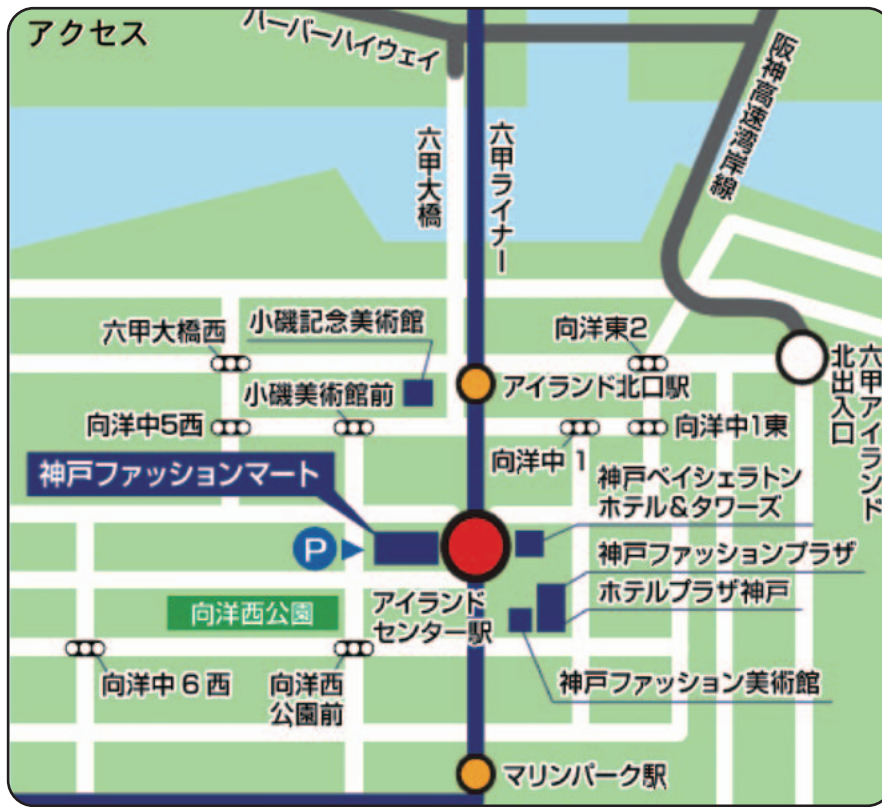 アクセス
ハーバーハイウェイ
阪神高速湾岸線
六甲大橋
六甲ライナー
六甲大橋西
小磯記念美術館
向洋東2
アイランド北口駅
六甲アイランド
北出入口
小磯美術館前
向洋中5西
向洋中1
向洋中1東
神戸ファッションマート
神戸ベイシェラトン
ホテル&タワーズ
P
神戸ファッションプラザ
ホテルプラザ神戸
向洋西公園
アイランド
センター駅
向洋中6西
向洋西
公園前
神戸ファッション美術館
マリンパーク駅